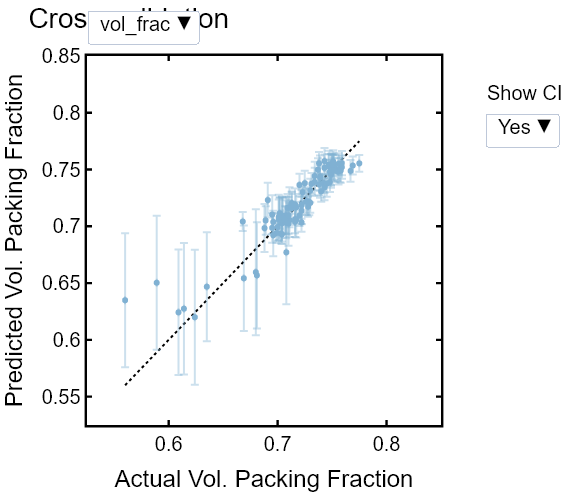 Cros
vol_frac ▼
Show CI
Yes ▼
Predicted Vol. Packing Fraction
0.85
0.8
0.75
0.7
0.65
0.6
0.55
0.6 0.7 0.8
Actual Vol. Packing Fraction